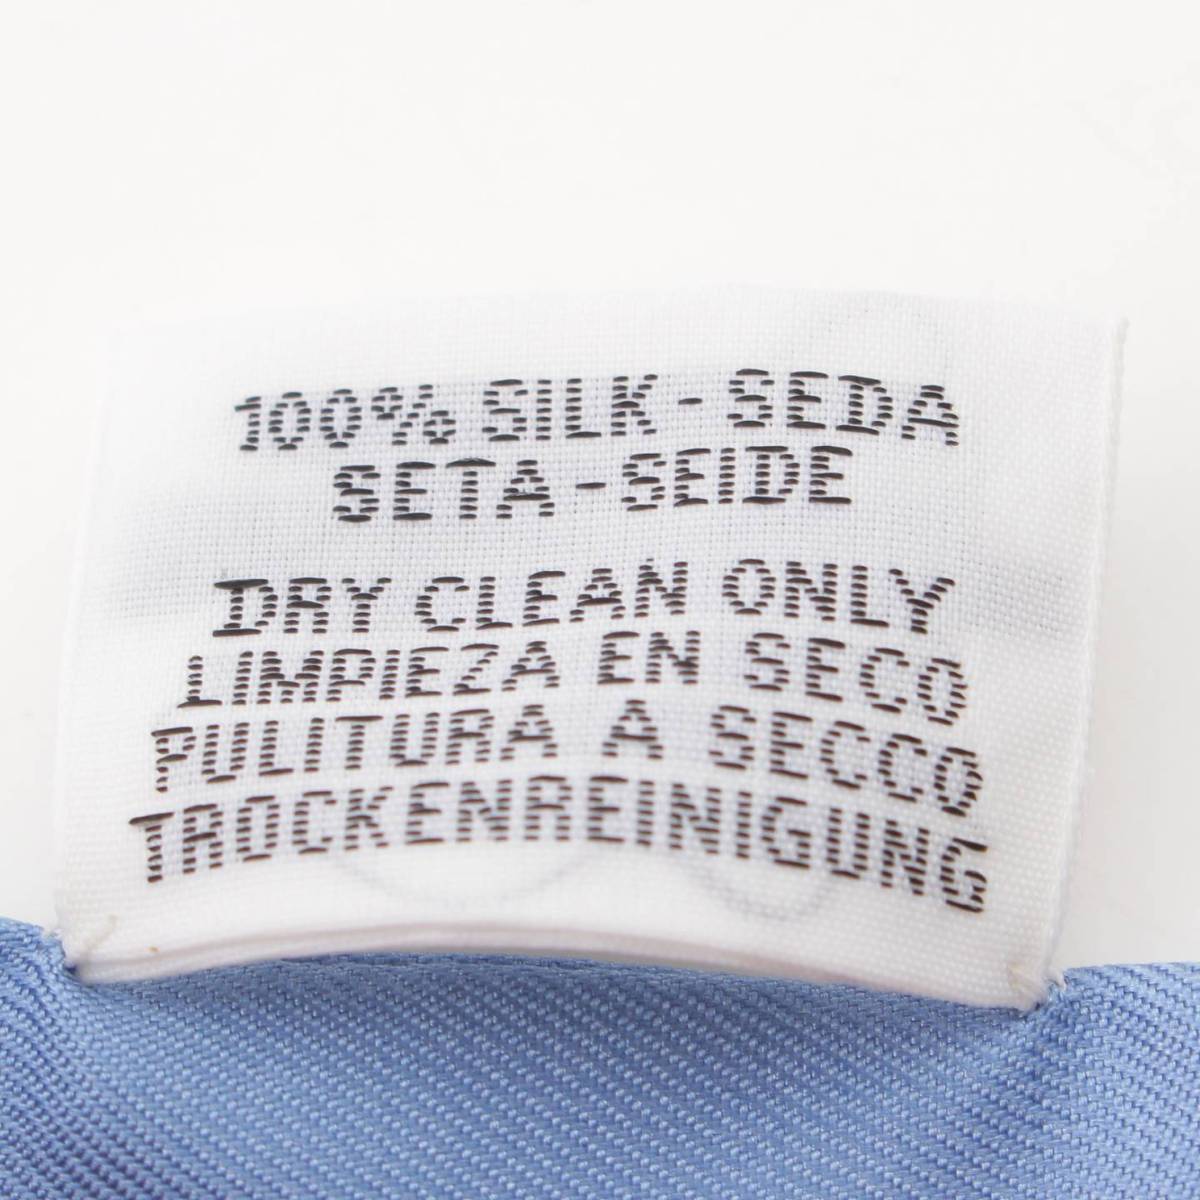 100% SILK - SEDA
SETA - SEIDE
DRY CLEAN ONLY
LIMPIEZA EN SECO
PULITURA A SECCO
TROCKENREINIGUNG